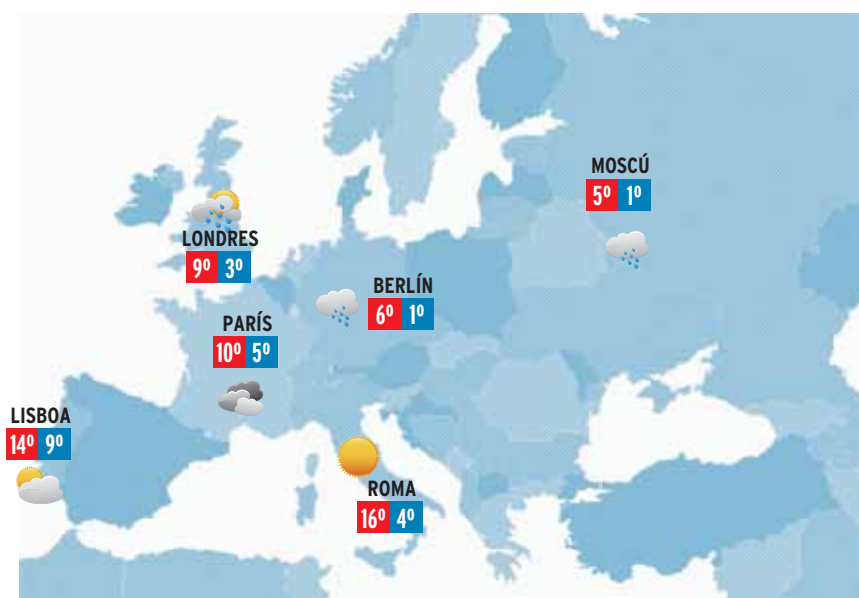 MOSCÚ
5º 1º
LONDRES
9º 3º
BERLÍN
6º 1º
PARÍS
10º 5º
LISBOA
14º 9º
ROMA
16º 4º